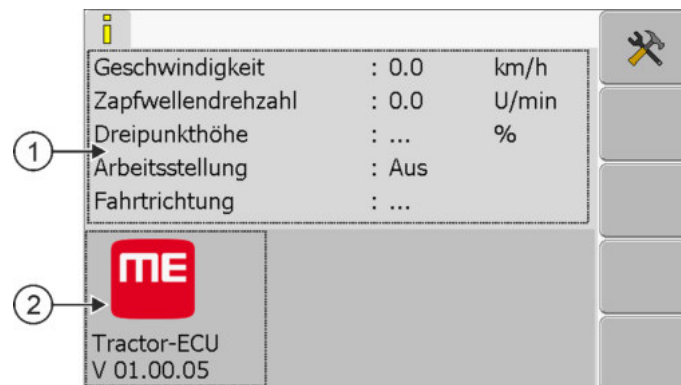 Geschwindigkeit : 0.0 km/h
Zapfwellendrehzahl : 0.0 U/min
Dreipunkthöhe : ... %
1
Arbeitsstellung : Aus
Fahrtrichtung : ...
ME
2
Tractor-ECU
V 01.00.05